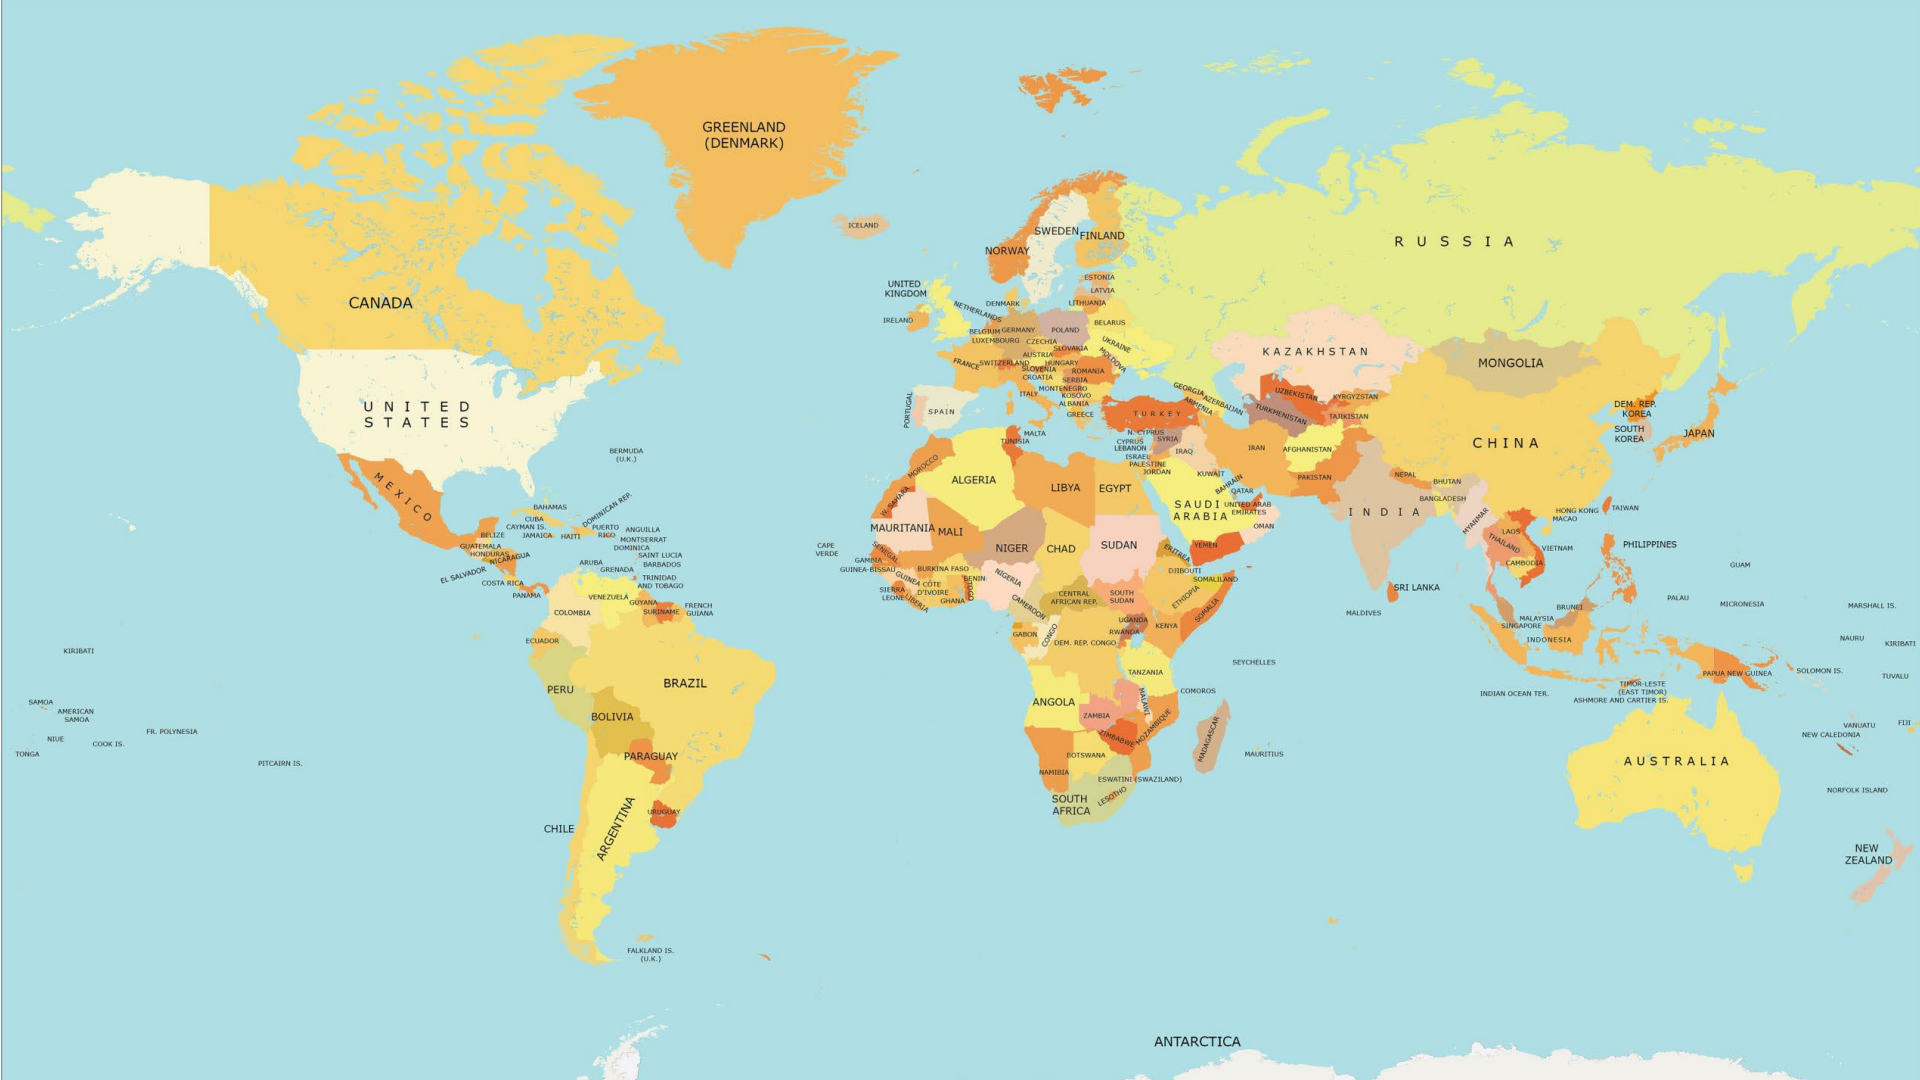 GREENLAND
(DENMARK)
ICELAND
SWEDEN
FINLAND
NORWAY
RUSSIA
CANADA
UNITED
KINGDOM
IRELAND
NETHERLANDS
DENMARK
ESTONIA
LATVIA
LITHUANIA
BELARUS
BELGIUM
GERMANY
POLAND
LUXEMBOURG
CZECHIA
SLOVAKIA
UKRAINE
MOLDOVA
FRANCE
SWITZERLAND
AUSTRIA
HUNGARY
SLOVENIA
CROATIA
ROMANIA
SERBIA
MONTENEGRO
KOSOVO
ITALY
ALBANIA
GREECE
PORTUGAL
SPAIN
KAZAKHSTAN
MONGOLIA
GEORGIA
ARMENIA
AZERBAIJAN
TURKEY
UZBEKISTAN
TURKMENISTAN
KYRGYZSTAN
TAJIKISTAN
UNITED
STATES
CHINA
DEM. REP.
KOREA
SOUTH
KOREA
JAPAN
MALTA
TUNISIA
N. CYPRUS
CYPRUS
LEBANON
ISRAEL
PALESTINE
JORDAN
SYRIA
IRAQ
IRAN
AFGHANISTAN
PAKISTAN
KUWAIT
BAHRAIN
QATAR
UNITED ARAB
EMIRATES
OMAN
SAUDI
ARABIA
YEMEN
NEPAL
BHUTAN
BANGLADESH
INDIA
MYANMAR
HONG KONG
MACAO
TAIWAN
LAOS
THAILAND
VIETNAM
CAMBODIA
PHILIPPINES
SRI LANKA
MALDIVES
BERMUDA
(U.K.)
MEXICO
BAHAMAS
CUBA
CAYMAN IS.
JAMAICA
HAITI
DOMINICAN REP.
PUERTO
RICO
ANGUILLA
MONTSERRAT
DOMINICA
SAINT LUCIA
BARBADOS
BELIZE
GUATEMALA
HONDURAS
NICARAGUA
EL SALVADOR
COSTA RICA
PANAMA
ARUBA
GRENADA
TRINIDAD
AND TOBAGO
VENEZUELA
GUYANA
SURINAME
FRENCH
GUIANA
COLOMBIA
ECUADOR
PERU
BRAZIL
BOLIVIA
PARAGUAY
URUGUAY
ARGENTINA
CHILE
FALKLAND IS.
(U.K.)
MOROCCO
W. SAHARA
ALGERIA
LIBYA
EGYPT
MAURITANIA
MALI
NIGER
CHAD
SUDAN
ERITREA
DJIBOUTI
SOMALILAND
ETHIOPIA
SOMALIA
CAPE
VERDE
SENEGAL
GAMBIA
GUINEA-BISSAU
GUINEA
SIERRA
LEONE
LIBERIA
CÔTE
D'IVOIRE
BURKINA FASO
GHANA
TOGO
BENIN
NIGERIA
CAMEROON
CENTRAL
AFRICAN REP.
SOUTH
SUDAN
UGANDA
RWANDA
KENYA
GABON
CONGO
DEM. REP. CONGO
TANZANIA
SEYCHELLES
COMOROS
ANGOLA
ZAMBIA
MALAWI
MOZAMBIQUE
ZIMBABWE
MADAGASCAR
MAURITIUS
BOTSWANA
NAMIBIA
ESWATINI (SWAZILAND)
LESOTHO
SOUTH
AFRICA
BRUNEI
MALAYSIA
SINGAPORE
INDONESIA
GUAM
PALAU
MICRONESIA
MARSHALL IS.
NAURU
KIRIBATI
PAPUA NEW GUINEA
SOLOMON IS.
TUVALU
INDIAN OCEAN TER.
TIMOR-LESTE
(EAST TIMOR)
ASHMORE AND CARTIER IS.
VANUATU
FIJI
NEW CALEDONIA
AUSTRALIA
NORFOLK ISLAND
NEW
ZEALAND
KIRIBATI
SAMOA
AMERICAN
SAMOA
NIUE
COOK IS.
TONGA
FR. POLYNESIA
PITCAIRN IS.
ANTARCTICA